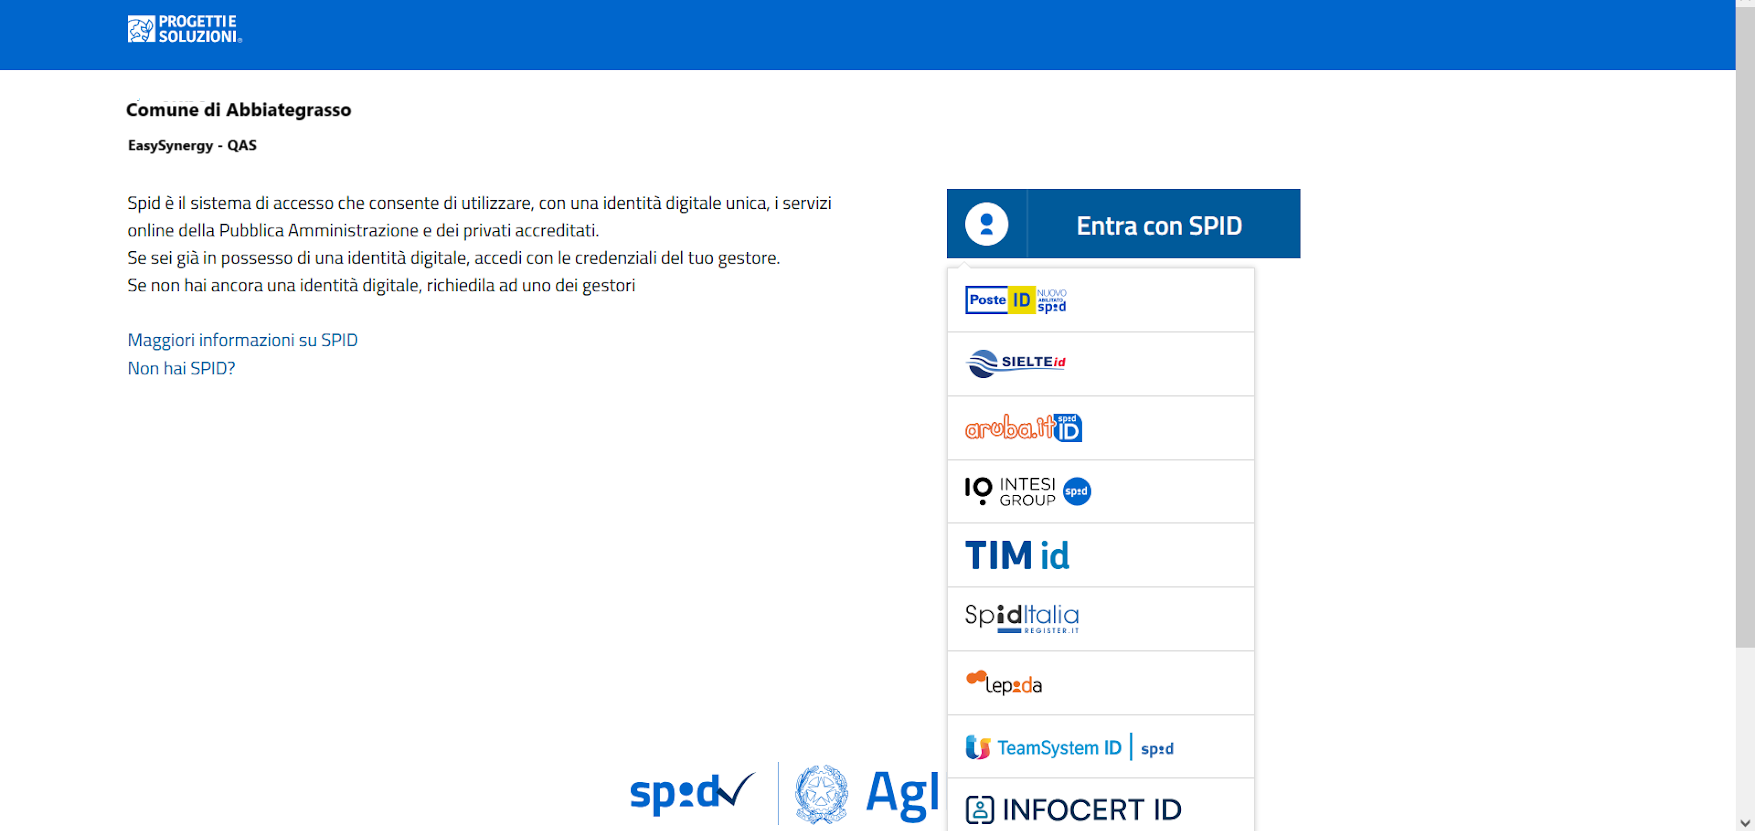 PROGETTI E
SOLUZIONI®
Comune di Abbiategrasso
EasySynergy - QAS
Spid è il sistema di accesso che consente di utilizzare, con una identità digitale unica, i servizi
online della Pubblica Amministrazione e dei privati accreditati.
Se sei già in possesso di una identità digitale, accedi con le credenziali del tuo gestore.
Se non hai ancora una identità digitale, richiedila ad uno dei gestori
Maggiori informazioni su SPID
Non hai SPID?
Entra con SPID
Poste ID NUOVO ABILITATO spid
SIELTE id
aruba.it spid ID
INTESI GROUP spid
TIM id
SpidItalia
REGISTER.IT
lepida
TeamSystem ID | spid
INFOCERT ID
spid
AgI